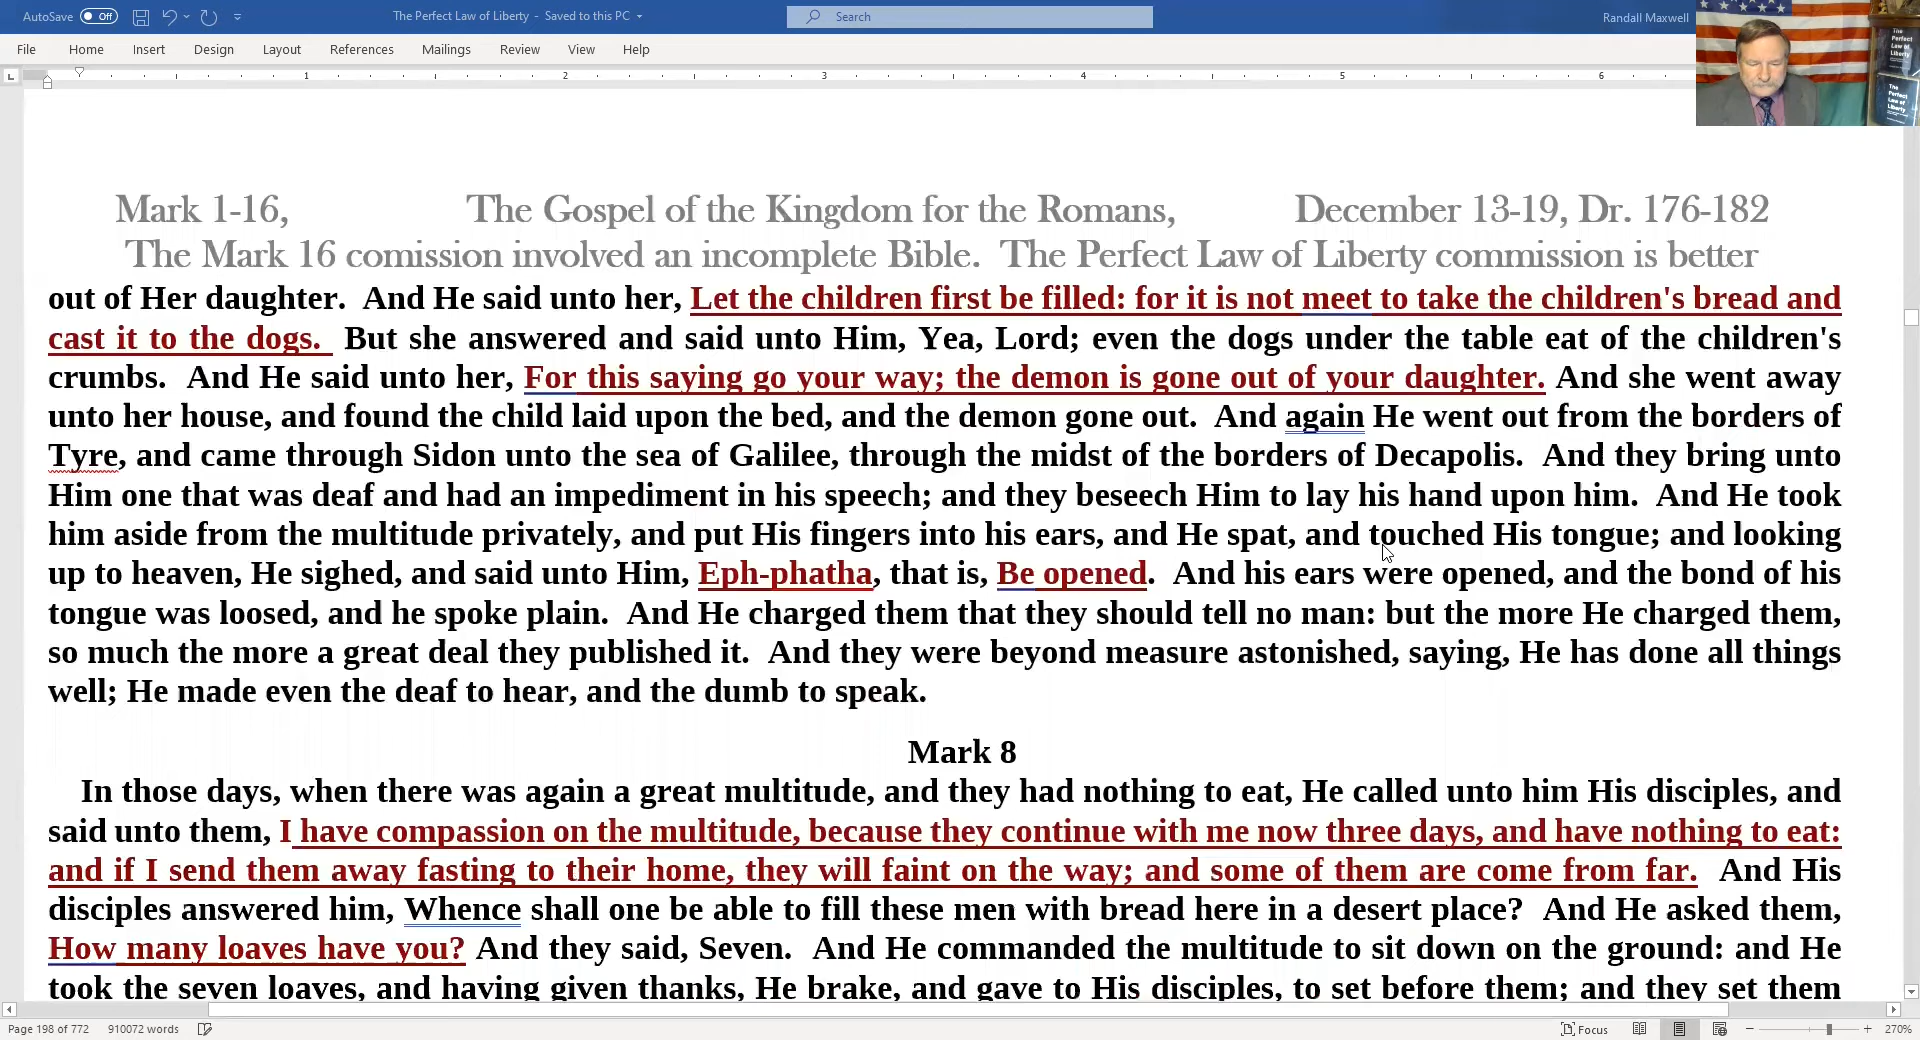 AutoSave Off The Perfect Law of Liberty - Saved to this PC Search Randall Maxwell
File Home Insert Design Layout References Mailings Review View Help
1 2 3 4 5 6
The Perfect Law of Liberty
The Perfect Law of Liberty
Mark 1-16, The Gospel of the Kingdom for the Romans, December 13-19, Dr. 176-182
The Mark 16 comission involved an incomplete Bible. The Perfect Law of Liberty commission is better
out of Her daughter. And He said unto her, Let the children first be filled: for it is not meet to take the children's bread and
cast it to the dogs. But she answered and said unto Him, Yea, Lord; even the dogs under the table eat of the children's
crumbs. And He said unto her, For this saying go your way; the demon is gone out of your daughter. And she went away
unto her house, and found the child laid upon the bed, and the demon gone out. And again He went out from the borders of
Tyre, and came through Sidon unto the sea of Galilee, through the midst of the borders of Decapolis. And they bring unto
Him one that was deaf and had an impediment in his speech; and they beseech Him to lay his hand upon him. And He took
him aside from the multitude privately, and put His fingers into his ears, and He spat, and touched His tongue; and looking
up to heaven, He sighed, and said unto Him, Eph-phatha, that is, Be opened. And his ears were opened, and the bond of his
tongue was loosed, and he spoke plain. And He charged them that they should tell no man: but the more He charged them,
so much the more a great deal they published it. And they were beyond measure astonished, saying, He has done all things
well; He made even the deaf to hear, and the dumb to speak.
Mark 8
In those days, when there was again a great multitude, and they had nothing to eat, He called unto him His disciples, and
said unto them, I have compassion on the multitude, because they continue with me now three days, and have nothing to eat:
and if I send them away fasting to their home, they will faint on the way; and some of them are come from far. And His
disciples answered him, Whence shall one be able to fill these men with bread here in a desert place? And He asked them,
How many loaves have you? And they said, Seven. And He commanded the multitude to sit down on the ground: and He
took the seven loaves, and having given thanks, He brake, and gave to His disciples, to set before them; and they set them
Page 198 of 772 910072 words Focus 270%